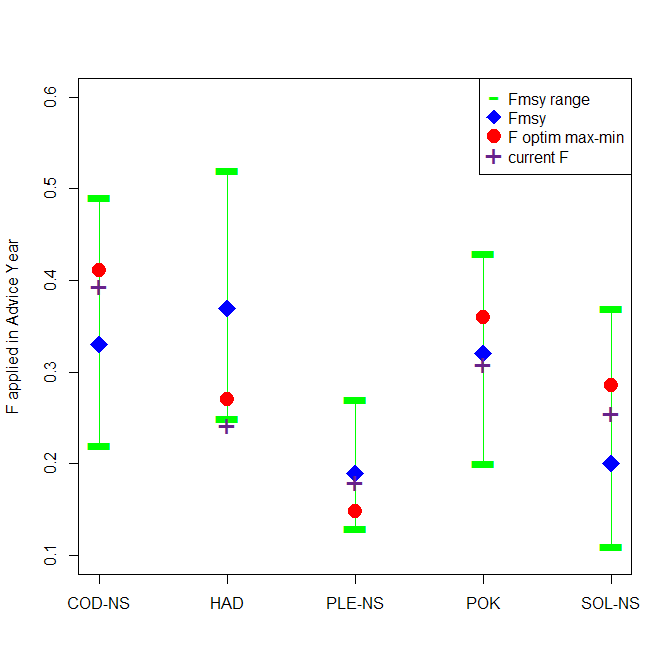 Fmsy range
Fmsy
F optim max-min
current F
F applied in Advice Year
0.6
0.5
0.4
0.3
0.2
0.1
COD-NS HAD PLE-NS POK SOL-NS